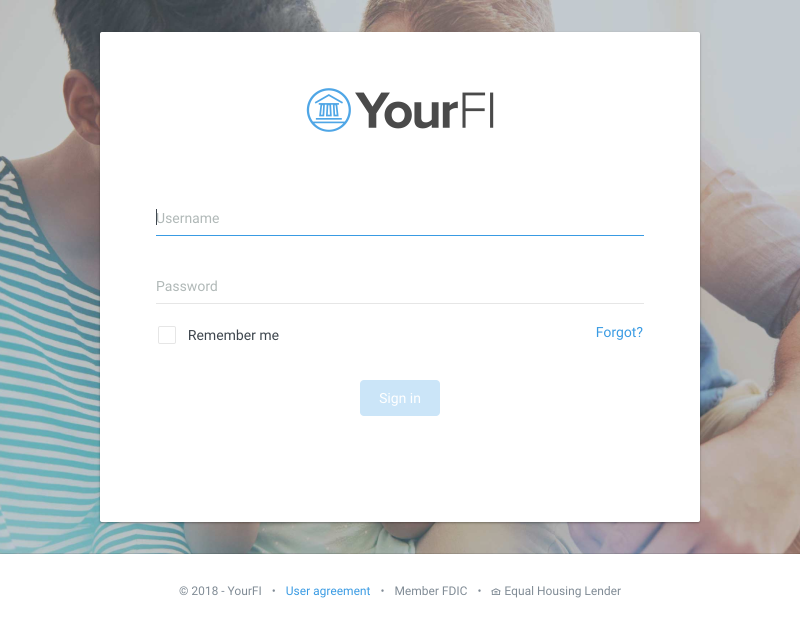 YourFI
Username
Password
Remember me
Forgot?
Sign in
© 2018 - YourFI • User agreement • Member FDIC • Equal Housing Lender